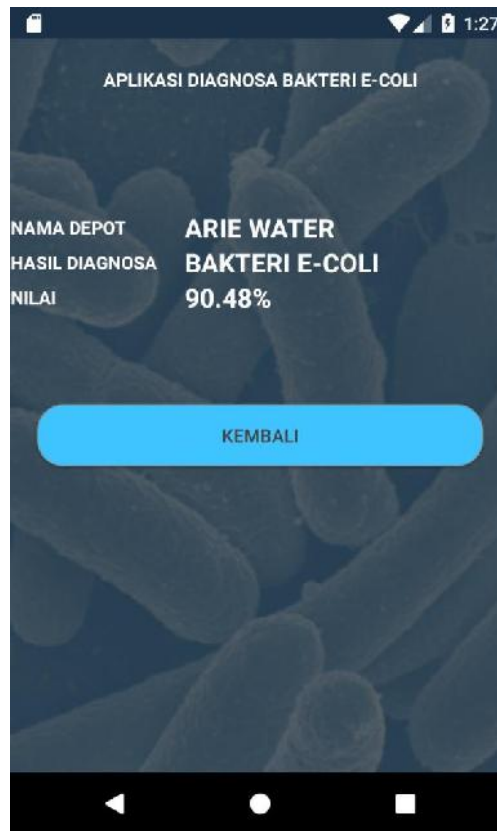 1:27
APLIKASI DIAGNOSA BAKTERI E-COLI
NAMA DEPOT ARIE WATER
HASIL DIAGNOSA BAKTERI E-COLI
NILAI 90.48%
KEMBALI